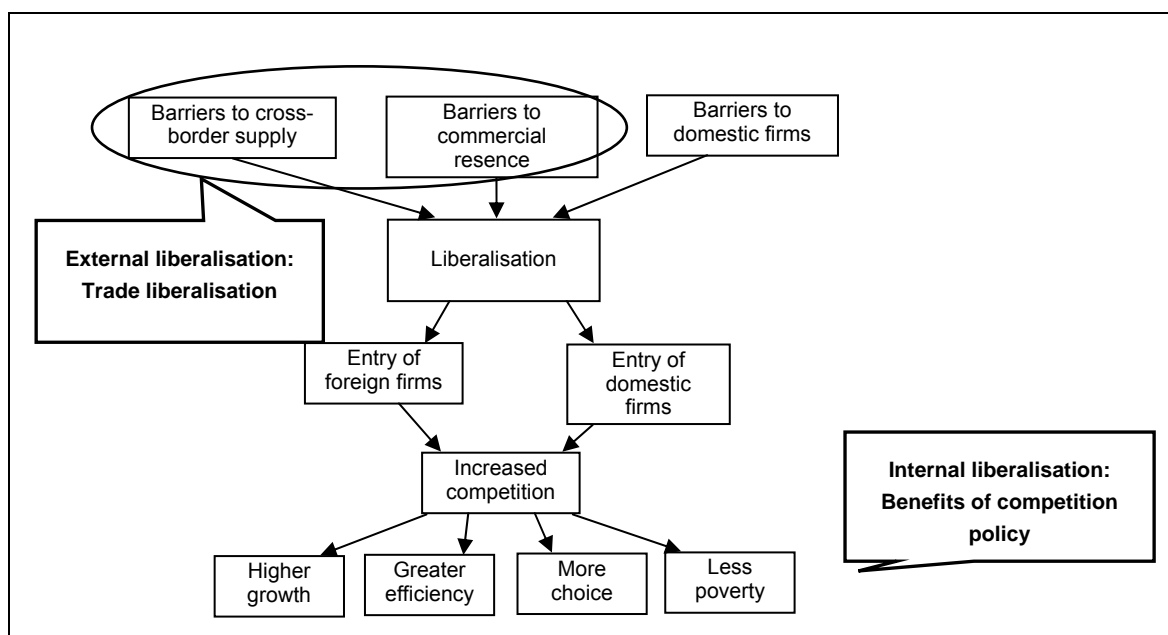 Barriers to cross-
border supply
Barriers to
commercial
resence
Barriers to
domestic firms
External liberalisation:
Trade liberalisation
Liberalisation
Entry of
foreign firms
Entry of
domestic
firms
Increased
competition
Internal liberalisation:
Benefits of competition
policy
Higher
growth
Greater
efficiency
More
choice
Less
poverty